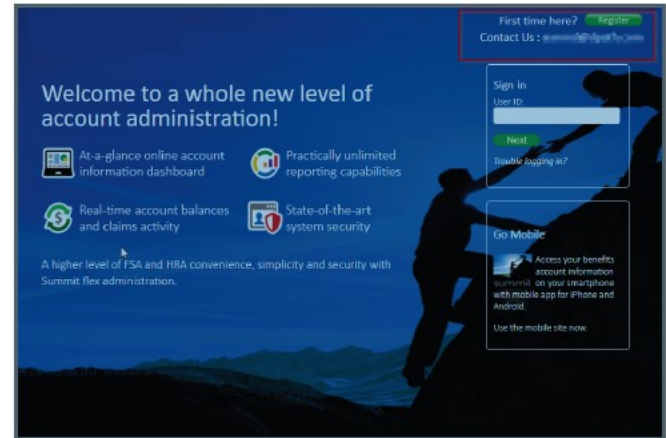 First time here? Register
Contact Us :
Welcome to a whole new level of
account administration!
At-a-glance online account
information dashboard
Practically unlimited
reporting capabilities
Real-time account balances
and claims activity
State-of-the-art
system security
A higher level of FSA and HRA convenience, simplicity and security with
Summit flex administration.
Sign in
User ID:
Next
Trouble logging in?
Go Mobile
Access your benefits
account information
summit on your smartphone
with mobile app for iPhone and
Android.
Use the mobile site now.